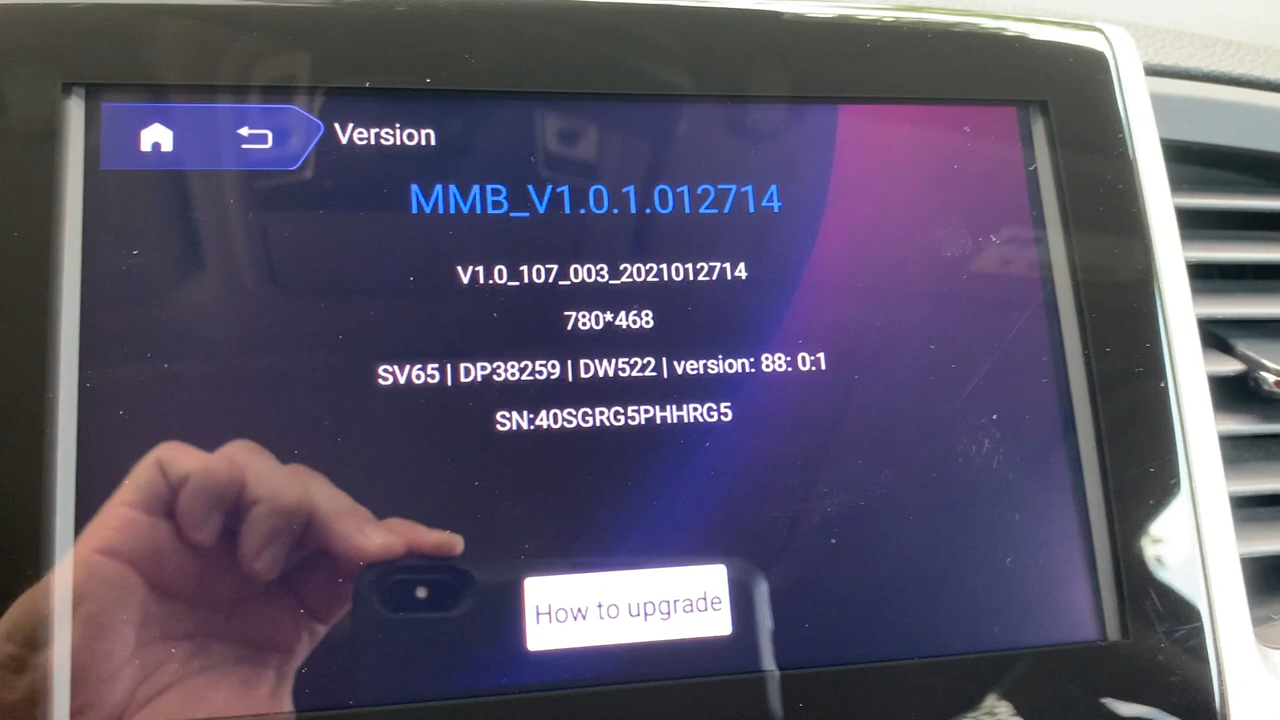 Version
MMB_V1.0.1.012714
V1.0_107_003_2021012714
780*468
SV65 | DP38259 | DW522 | version: 88: 0:1
SN:40SGRG5PHHRG5
How to upgrade